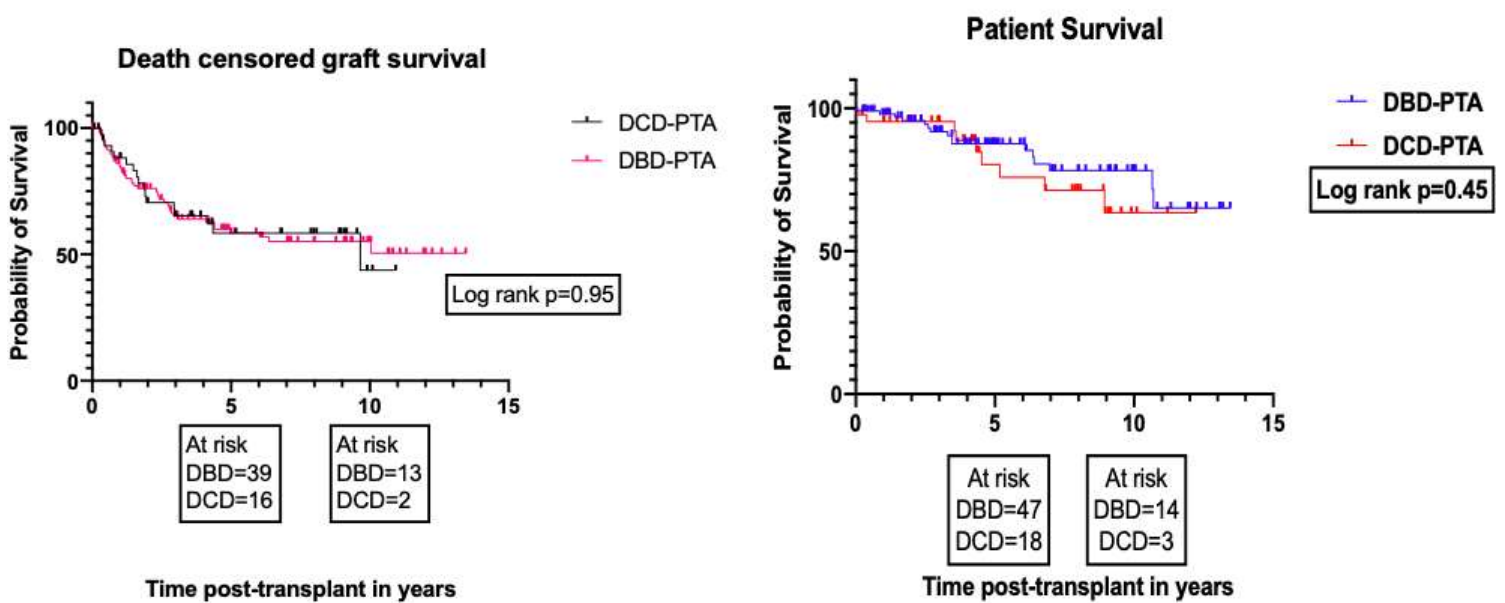 Death censored graft survival
DCD-PTA
DBD-PTA
Probability of Survival
100
50
0
Log rank p=0.95
0 5 10 15
At risk
DBD=39
DCD=16
At risk
DBD=13
DCD=2
Time post-transplant in years
Patient Survival
DBD-PTA
DCD-PTA
Log rank p=0.45
Probability of Survival
100
50
0
0 5 10 15
At risk
DBD=47
DCD=18
At risk
DBD=14
DCD=3
Time post-transplant in years